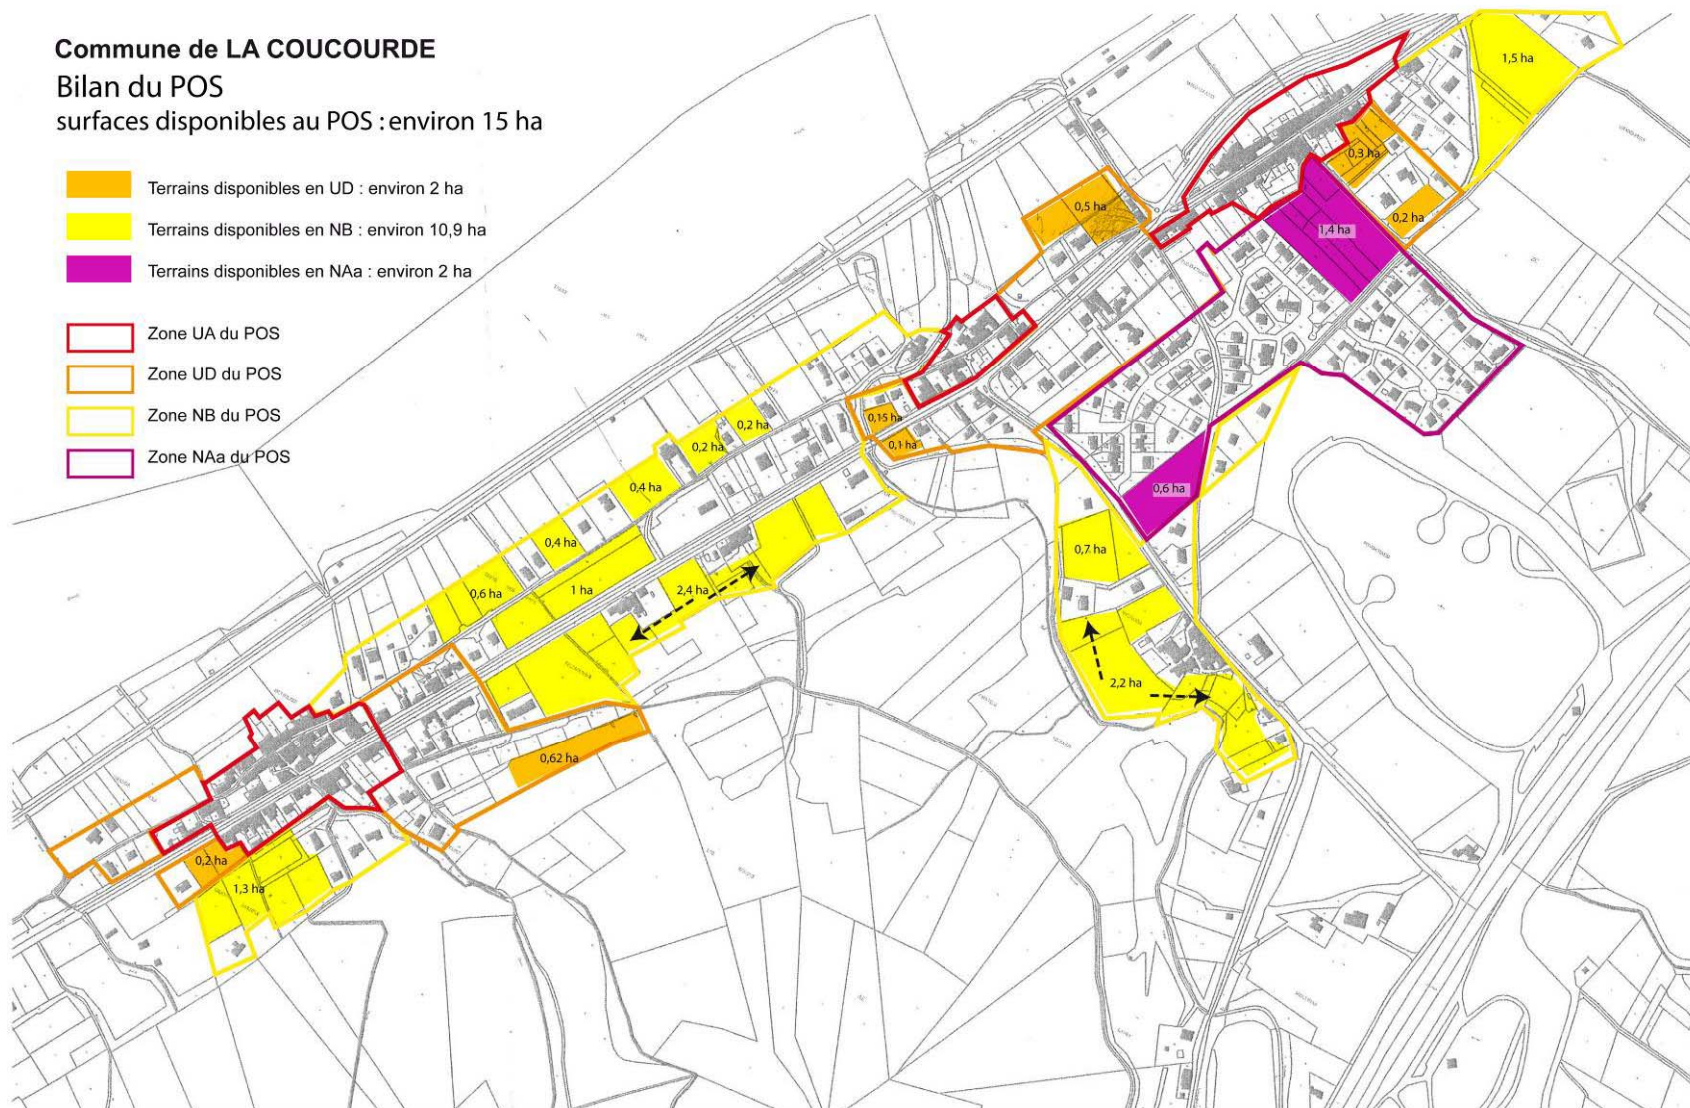 Commune de LA COUCOURDE
Bilan du POS
surfaces disponibles au POS : environ 15 ha
Terrains disponibles en UD : environ 2 ha
Terrains disponibles en NB : environ 10,9 ha
Terrains disponibles en NAa : environ 2 ha
Zone UA du POS
Zone UD du POS
Zone NB du POS
Zone NAa du POS
1,5 ha
0,3 ha
0,2 ha
0,5 ha
1,4 ha
0,15 ha
0,1 ha
0,2 ha
0,2 ha
0,4 ha
0,4 ha
0,6 ha
1 ha
2,4 ha
0,6 ha
0,7 ha
2,2 ha
0,62 ha
0,2 ha
1,3 ha